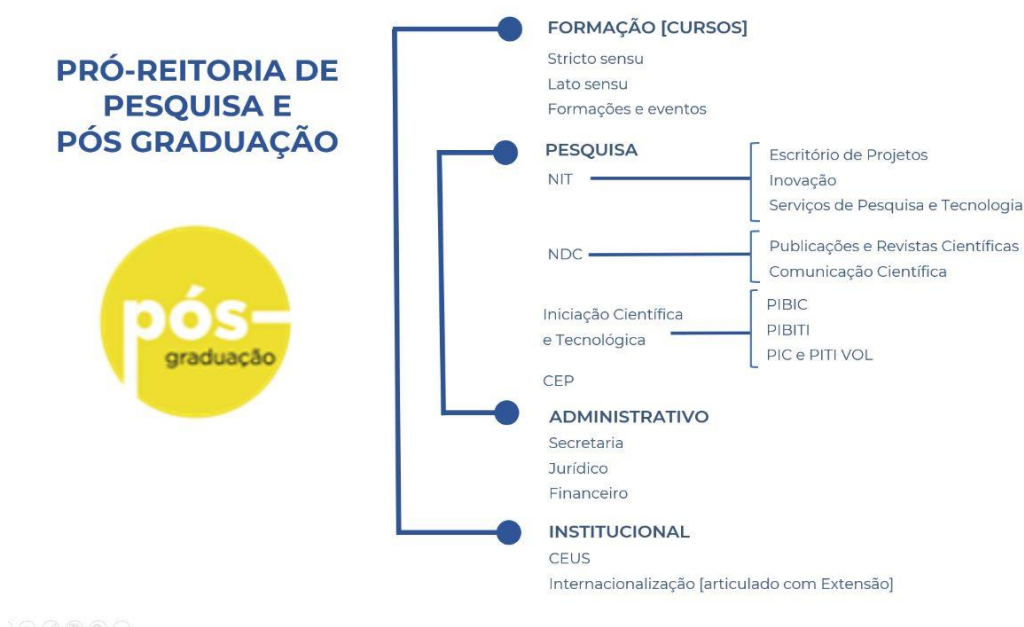 PRÓ-REITORIA DE
PESQUISA E
PÓS GRADUAÇÃO
pós-
graduação
FORMAÇÃO [CURSOS]
Stricto sensu
Lato sensu
Formações e eventos
PESQUISA
NIT
Escritório de Projetos
Inovação
Serviços de Pesquisa e Tecnologia
NDC
Publicações e Revistas Científicas
Comunicação Científica
Iniciação Científica
e Tecnológica
PIBIC
PIBITI
PIC e PITI VOL
CEP
ADMINISTRATIVO
Secretaria
Jurídico
Financeiro
INSTITUCIONAL
CEUS
Internacionalização [articulado com Extensão]